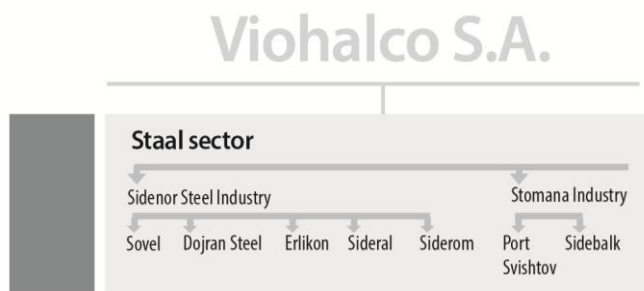 Viohalco S.A.
Staal sector
Sidenor Steel Industry Stomana Industry
Sovel Dojran Steel Erlikon Sideral Siderom Port Sidebalk
Svishtov